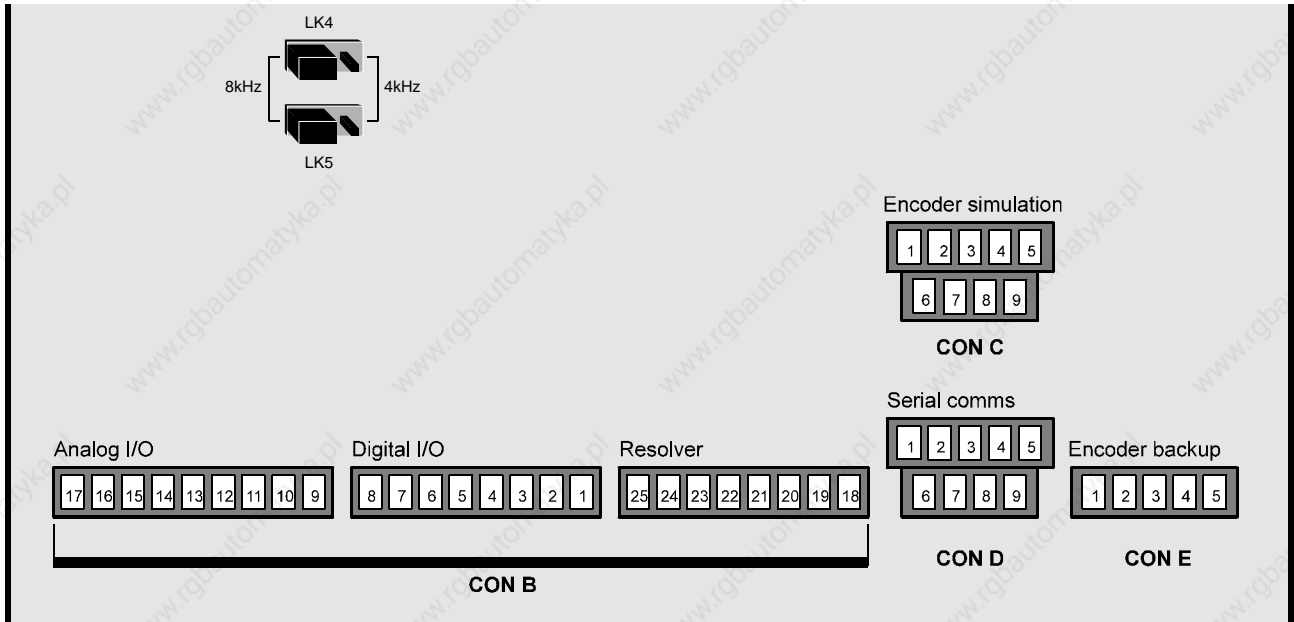 LK4
8kHz 4kHz
LK5
Encoder simulation
1 2 3 4 5
6 7 8 9
CON C
Serial comms
1 2 3 4 5
6 7 8 9
CON D
Analog I/O
17 16 15 14 13 12 11 10 9
Digital I/O
8 7 6 5 4 3 2 1
Resolver
25 24 23 22 21 20 19 18
CON B
Encoder backup
1 2 3 4 5
CON E
www.rgbautomatyka.pl